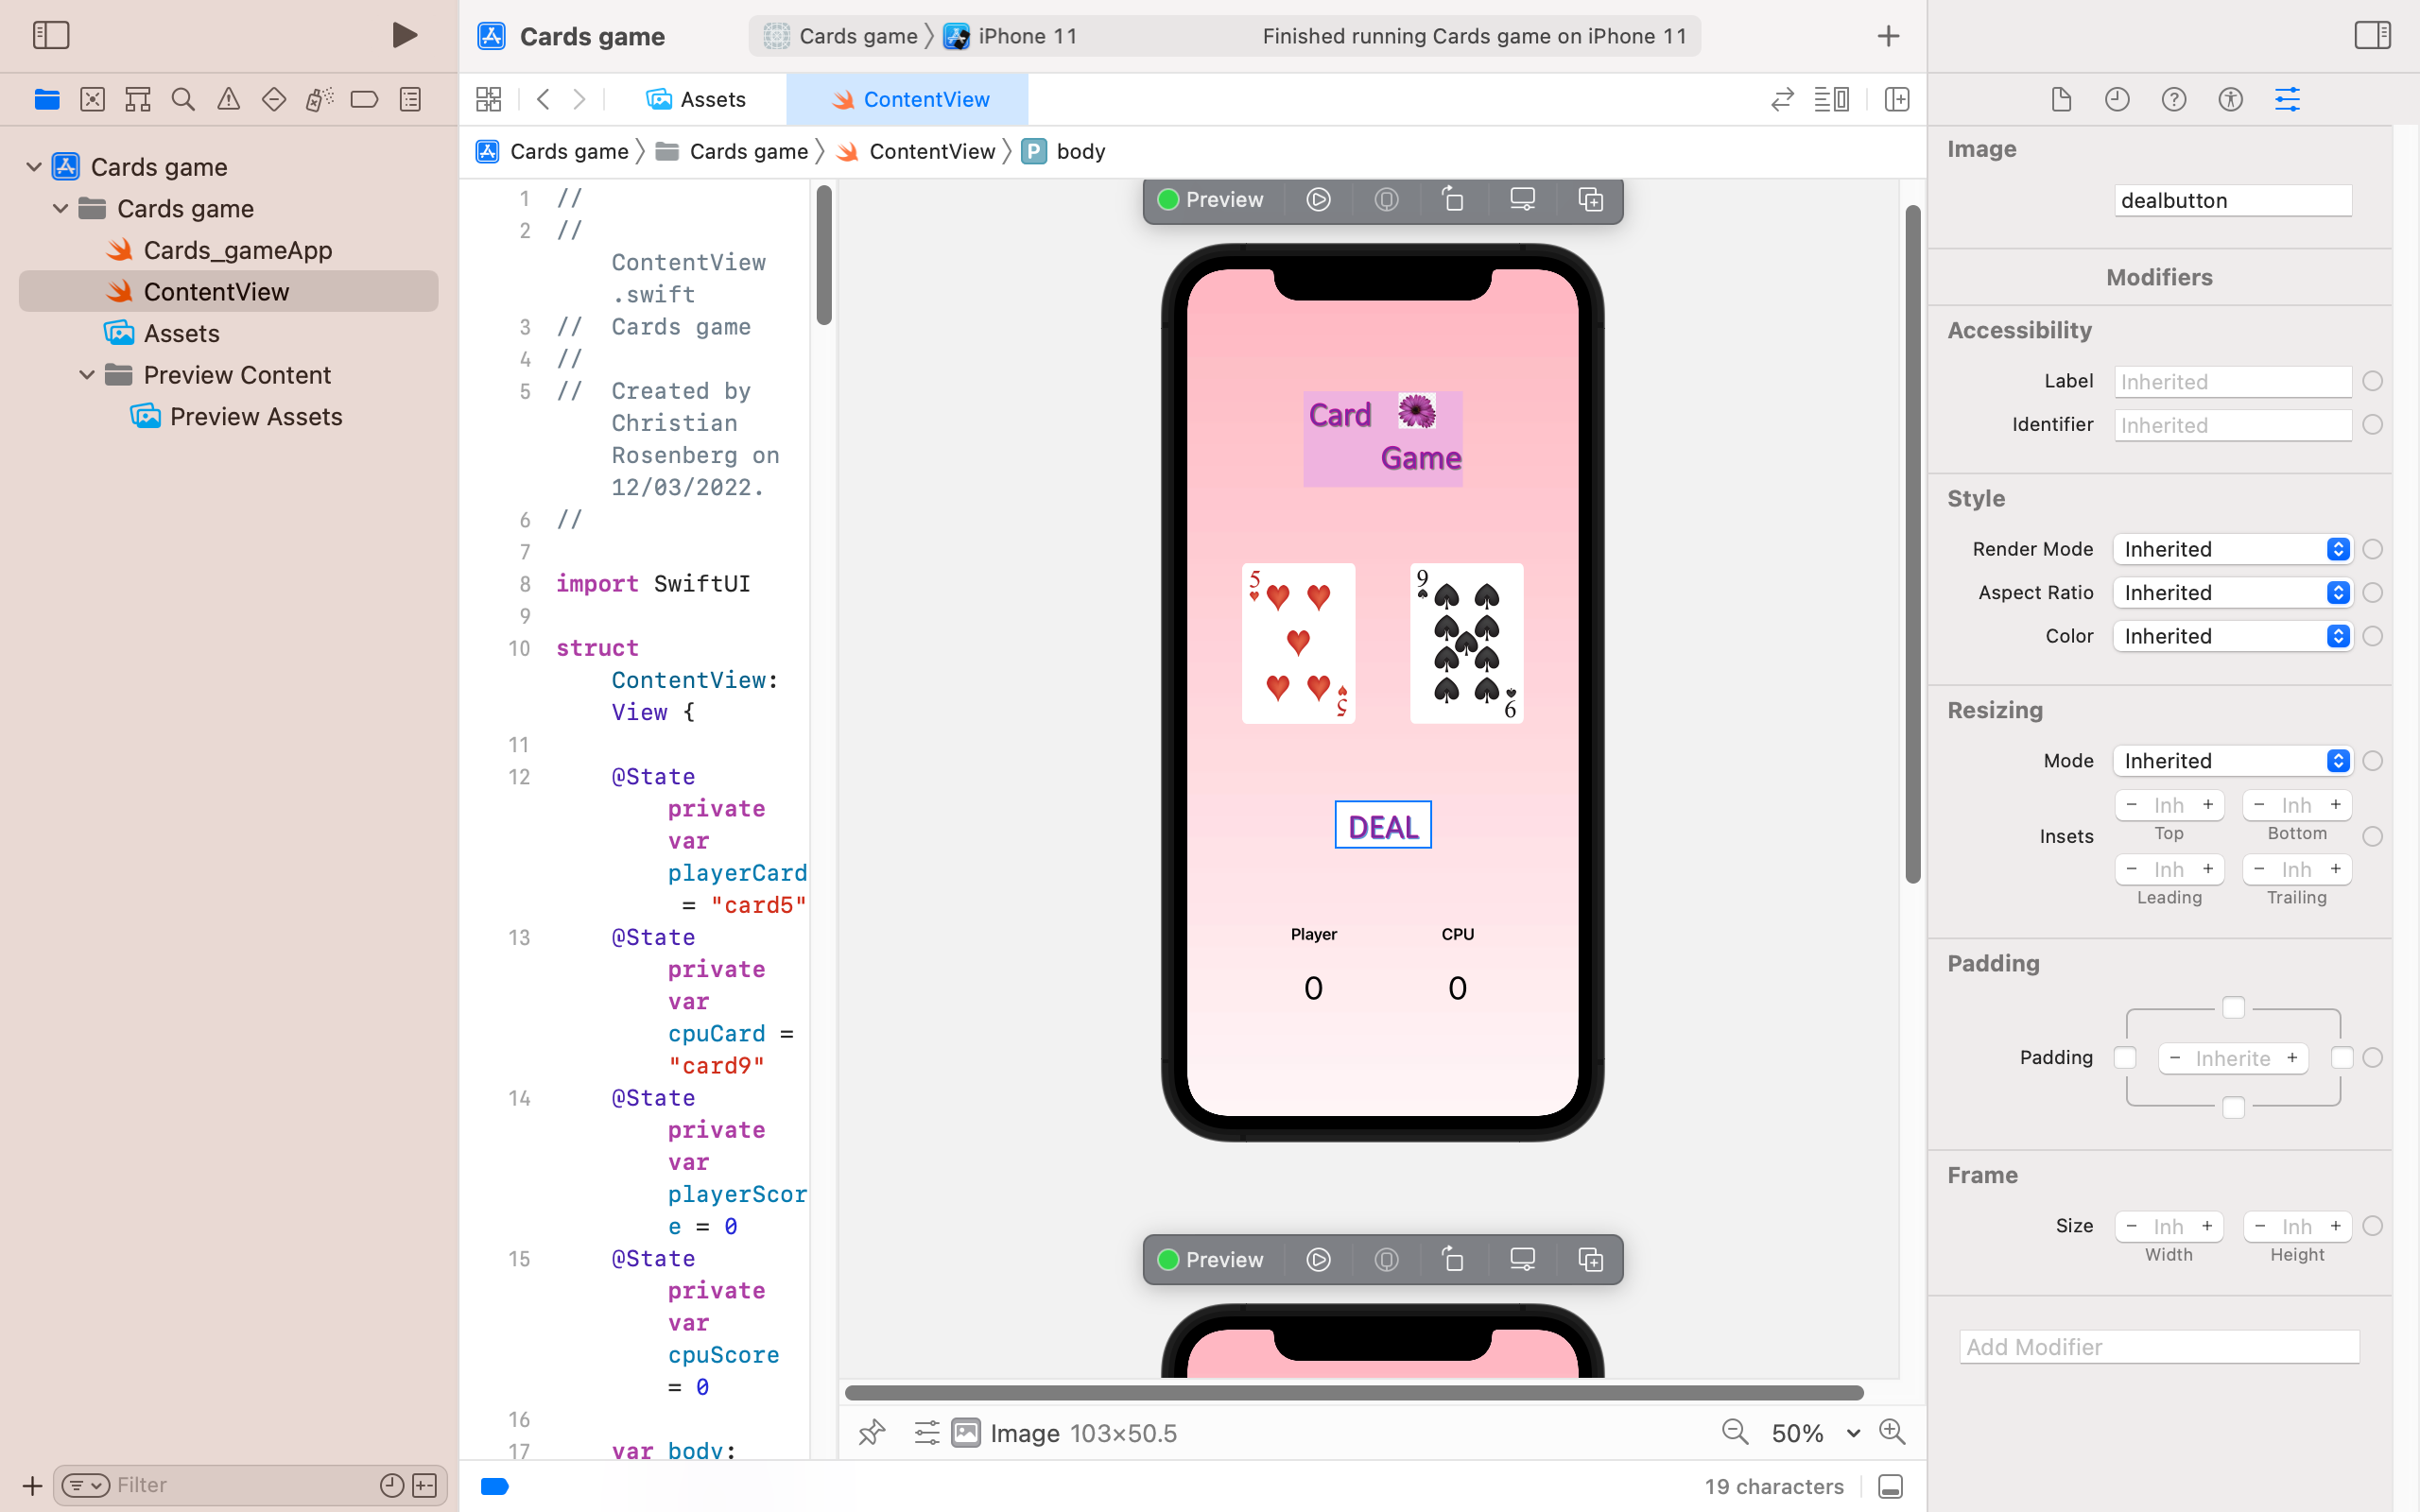 Cards game
Cards game
iPhone 11
Finished running Cards game on iPhone 11
Assets
ContentView
Cards game
Cards game
ContentView
P
body
Cards game
Cards game
Cards_gameApp
ContentView
Assets
Preview Content
Preview Assets
Filter
1 //
2 //
ContentView
.swift
3 // Cards game
4 //
5 // Created by
Christian
Rosenberg on
12/03/2022.
6 //
7
8 import SwiftUI
9
10 struct
ContentView:
View {
11
12 @State
private
var
playerCard
= "card5"
13 @State
private
var
cpuCard =
"card9"
14 @State
private
var
playerScor
e = 0
15 @State
private
var
cpuScore
= 0
16
17 var body:
Preview
Card
Game
5
5
9
9
DEAL
Player CPU
0 0
Preview
Image 103×50.5
50%
19 characters
Image
dealbutton
Modifiers
Accessibility
Label Inherited
Identifier Inherited
Style
Render Mode Inherited
Aspect Ratio Inherited
Color Inherited
Resizing
Mode Inherited
− Inh + − Inh +
Top Bottom
Insets
− Inh + − Inh +
Leading Trailing
Padding
Padding − Inherite +
Frame
Size − Inh + − Inh +
Width Height
Add Modifier